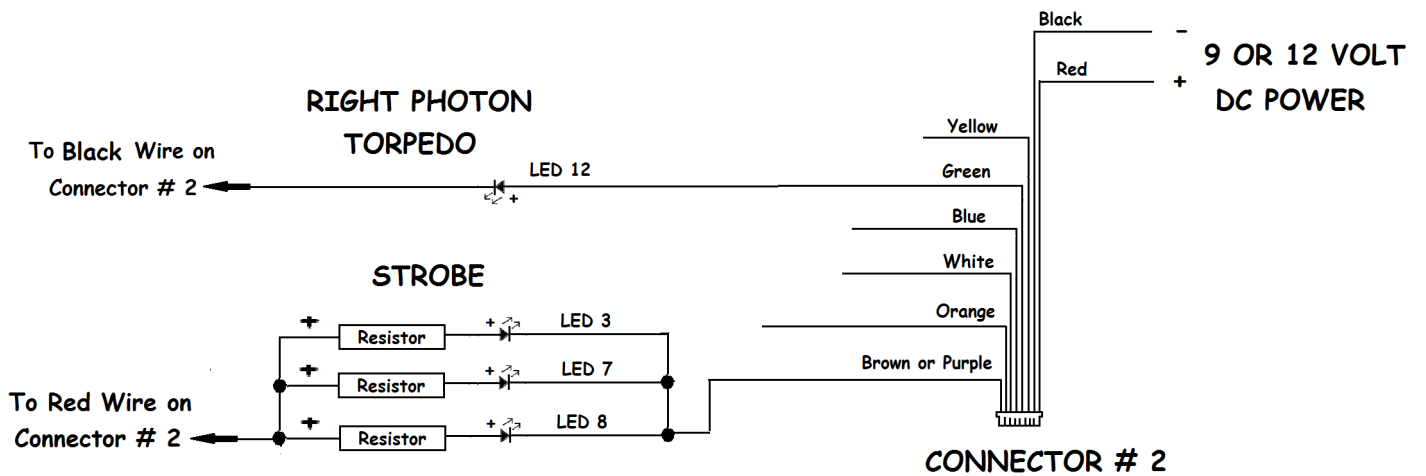 Black
-
9 OR 12 VOLT
DC POWER
Red
+
RIGHT PHOTON
TORPEDO
Yellow
To Black Wire on
Connector # 2
LED 12
+
Green
Blue
STROBE
White
Orange
+
Resistor
+
LED 3
+
Resistor
+
LED 7
Brown or Purple
To Red Wire on
Connector # 2
+
Resistor
+
LED 8
CONNECTOR # 2